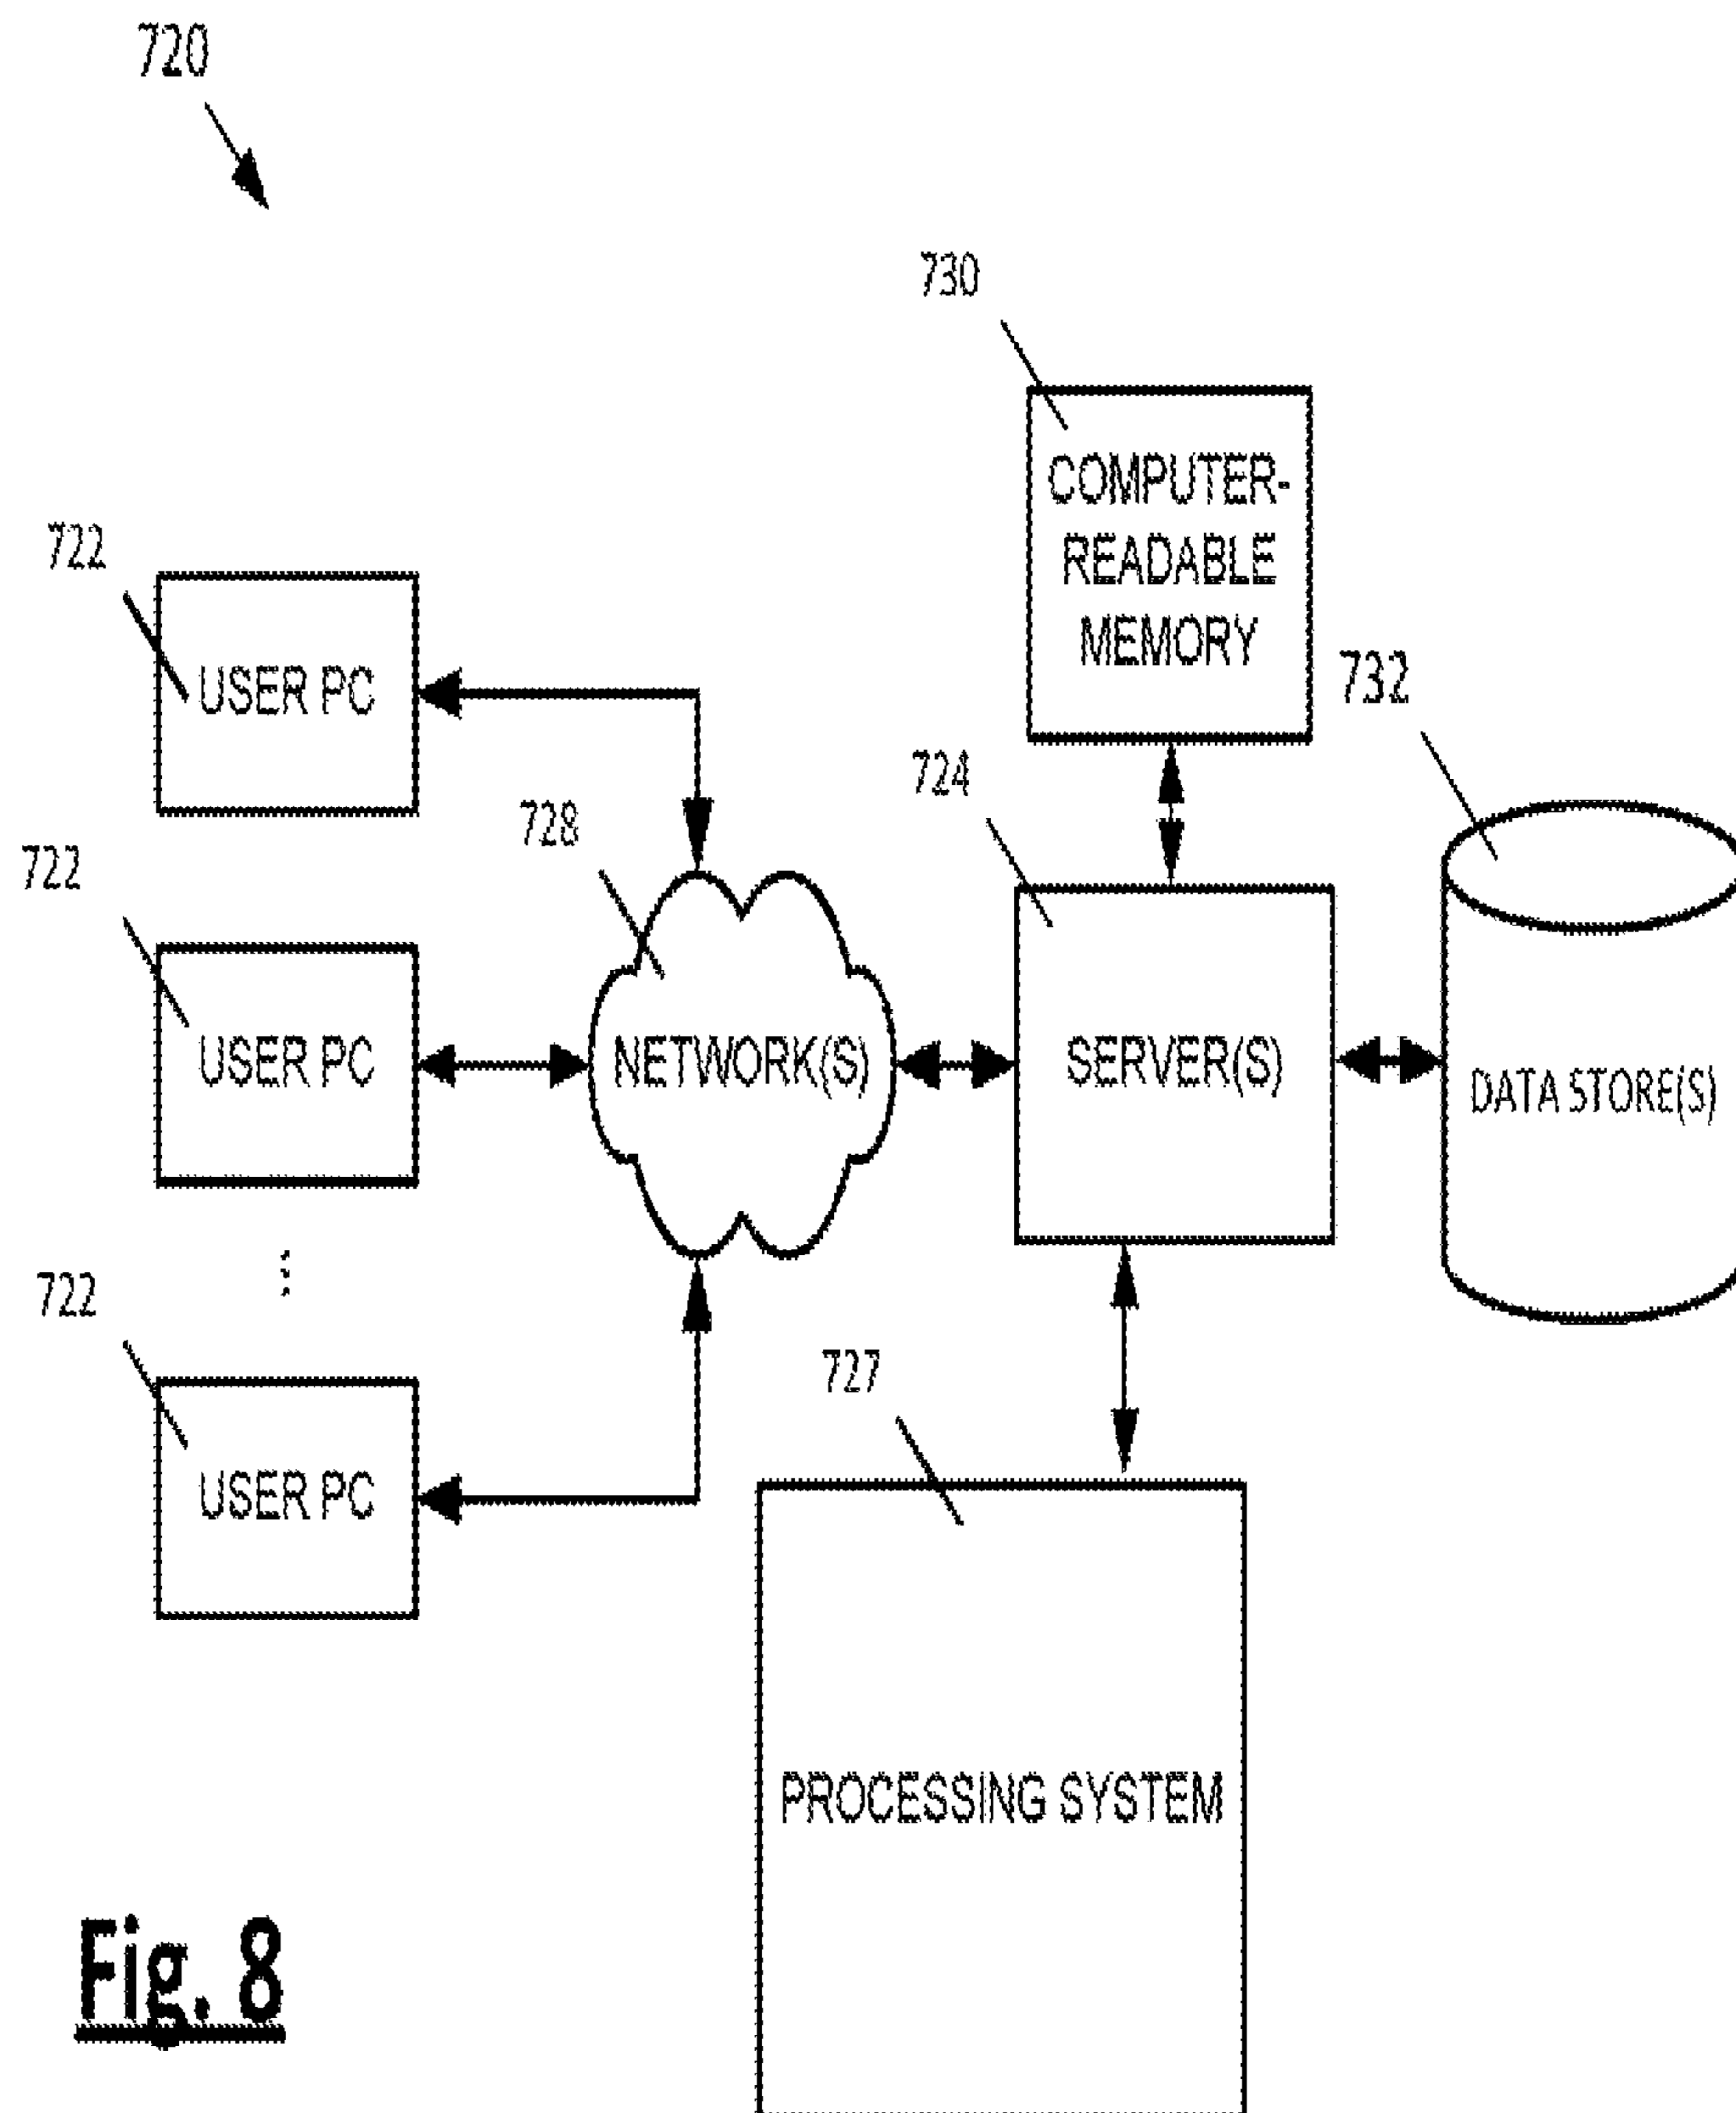 720
730
COMPUTER-
READABLE
MEMORY
722
USER PC
732
724
728
722
USER PC
NETWORK(S)
SERVER(S)
DATA STORE(S)
722
727
USER PC
PROCESSING SYSTEM
Fig. 8